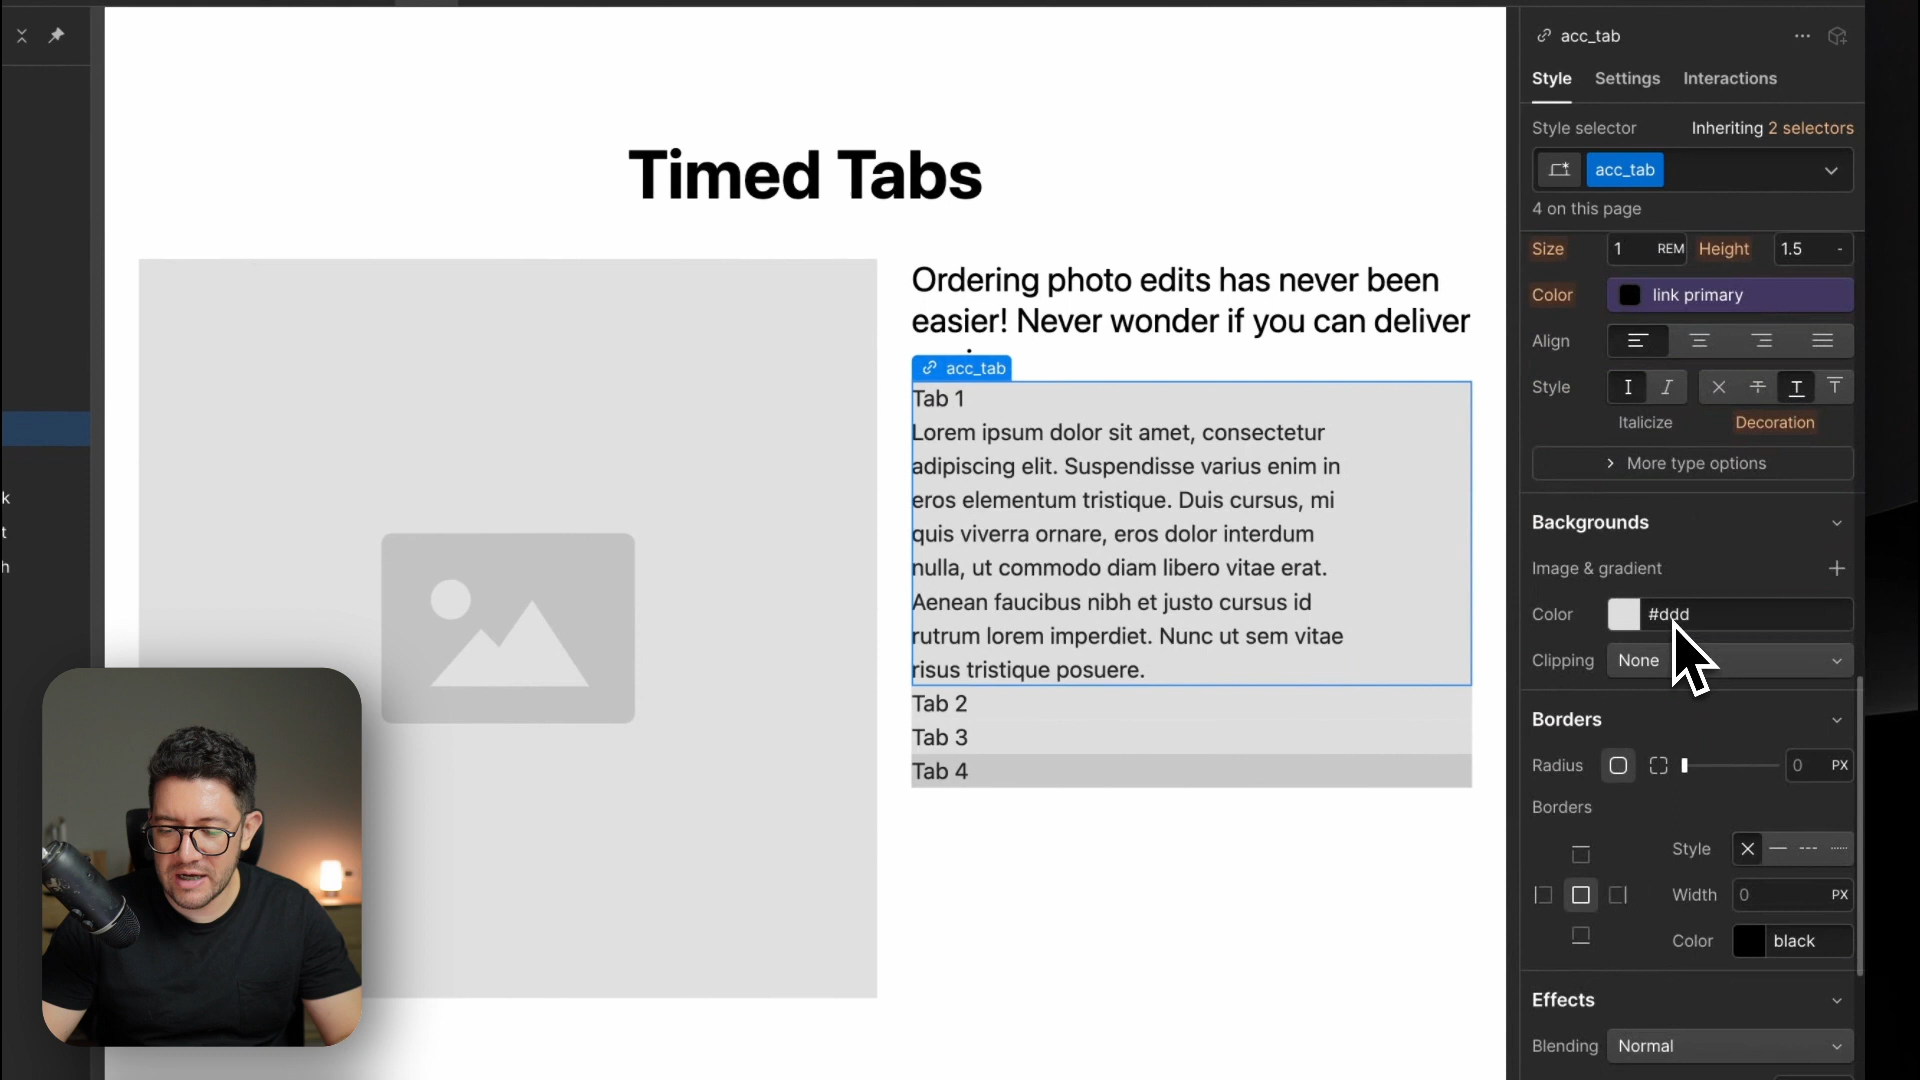 acc_tab
Style Settings Interactions
Style selector Inheriting 2 selectors
acc_tab
4 on this page
Size 1 REM Height 1.5 -
Color link primary
Align
Style
Italicize Decoration
More type options
Backgrounds
Image & gradient
Color #ddd
Clipping None
Borders
Radius 0 PX
Borders
Style
Width 0 PX
Color black
Effects
Blending Normal
Timed Tabs
Ordering photo edits has never been
easier! Never wonder if you can deliver
acc_tab
Tab 1
Lorem ipsum dolor sit amet, consectetur
adipiscing elit. Suspendisse varius enim in
eros elementum tristique. Duis cursus, mi
quis viverra ornare, eros dolor interdum
nulla, ut commodo diam libero vitae erat.
Aenean faucibus nibh et justo cursus id
rutrum lorem imperdiet. Nunc ut sem vitae
risus tristique posuere.
Tab 2
Tab 3
Tab 4
k
t
h